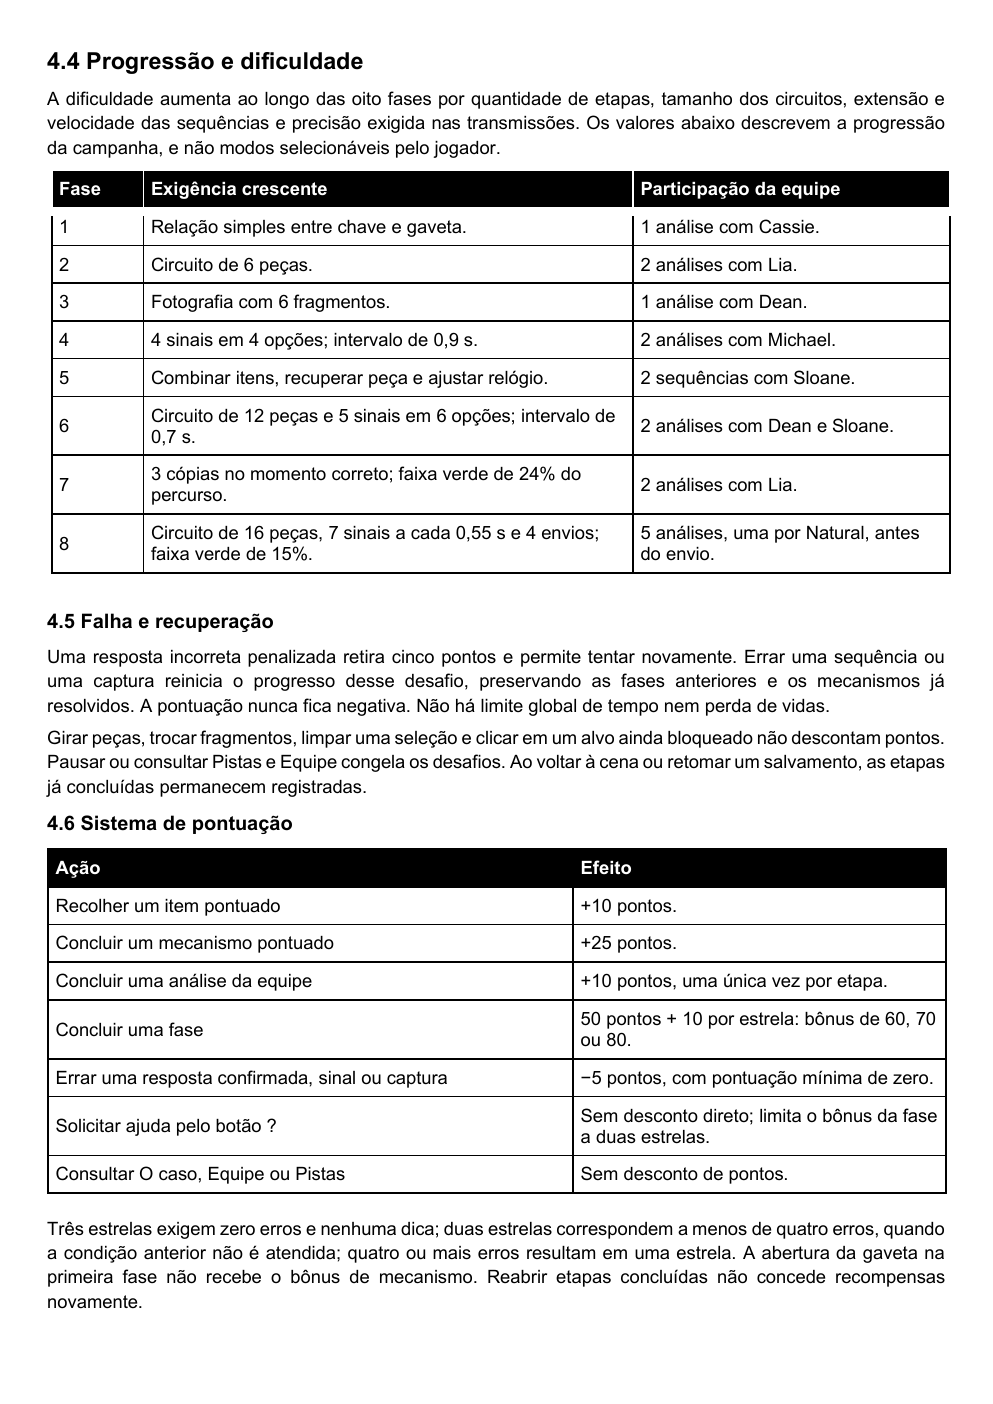 4.4 Progressão e dificuldade
A dificuldade aumenta ao longo das oito fases por quantidade de etapas, tamanho dos circuitos, extensão e
velocidade das sequências e precisão exigida nas transmissões. Os valores abaixo descrevem a progressão
da campanha, e não modos selecionáveis pelo jogador.
Fase Exigência crescente Participação da equipe
1 Relação simples entre chave e gaveta. 1 análise com Cassie.
2 Circuito de 6 peças. 2 análises com Lia.
3 Fotografia com 6 fragmentos. 1 análise com Dean.
4 4 sinais em 4 opções; intervalo de 0,9 s. 2 análises com Michael.
5 Combinar itens, recuperar peça e ajustar relógio. 2 sequências com Sloane.
6 Circuito de 12 peças e 5 sinais em 6 opções; intervalo de
0,7 s. 2 análises com Dean e Sloane.
7 3 cópias no momento correto; faixa verde de 24% do
percurso. 2 análises com Lia.
8 Circuito de 16 peças, 7 sinais a cada 0,55 s e 4 envios;
faixa verde de 15%. 5 análises, uma por Natural, antes
do envio.
4.5 Falha e recuperação
Uma resposta incorreta penalizada retira cinco pontos e permite tentar novamente. Errar uma sequência ou
uma captura reinicia o progresso desse desafio, preservando as fases anteriores e os mecanismos já
resolvidos. A pontuação nunca fica negativa. Não há limite global de tempo nem perda de vidas.
Girar peças, trocar fragmentos, limpar uma seleção e clicar em um alvo ainda bloqueado não descontam pontos.
Pausar ou consultar Pistas e Equipe congela os desafios. Ao voltar à cena ou retomar um salvamento, as etapas
já concluídas permanecem registradas.
4.6 Sistema de pontuação
Ação Efeito
Recolher um item pontuado +10 pontos.
Concluir um mecanismo pontuado +25 pontos.
Concluir uma análise da equipe +10 pontos, uma única vez por etapa.
Concluir uma fase 50 pontos + 10 por estrela: bônus de 60, 70
ou 80.
Errar uma resposta confirmada, sinal ou captura −5 pontos, com pontuação mínima de zero.
Solicitar ajuda pelo botão ? Sem desconto direto; limita o bônus da fase
a duas estrelas.
Consultar O caso, Equipe ou Pistas Sem desconto de pontos.
Três estrelas exigem zero erros e nenhuma dica; duas estrelas correspondem a menos de quatro erros, quando
a condição anterior não é atendida; quatro ou mais erros resultam em uma estrela. A abertura da gaveta na
primeira fase não recebe o bônus de mecanismo. Reabrir etapas concluídas não concede recompensas
novamente.